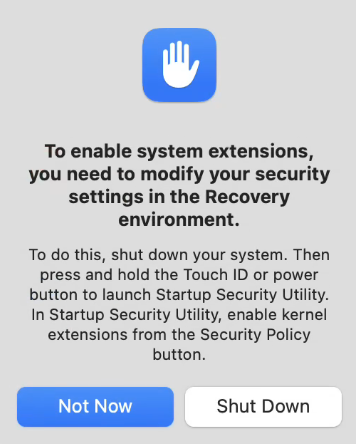 To enable system extensions,
you need to modify your security
settings in the Recovery
environment.
To do this, shut down your system. Then
press and hold the Touch ID or power
button to launch Startup Security Utility.
In Startup Security Utility, enable kernel
extensions from the Security Policy
button.
Not Now Shut Down